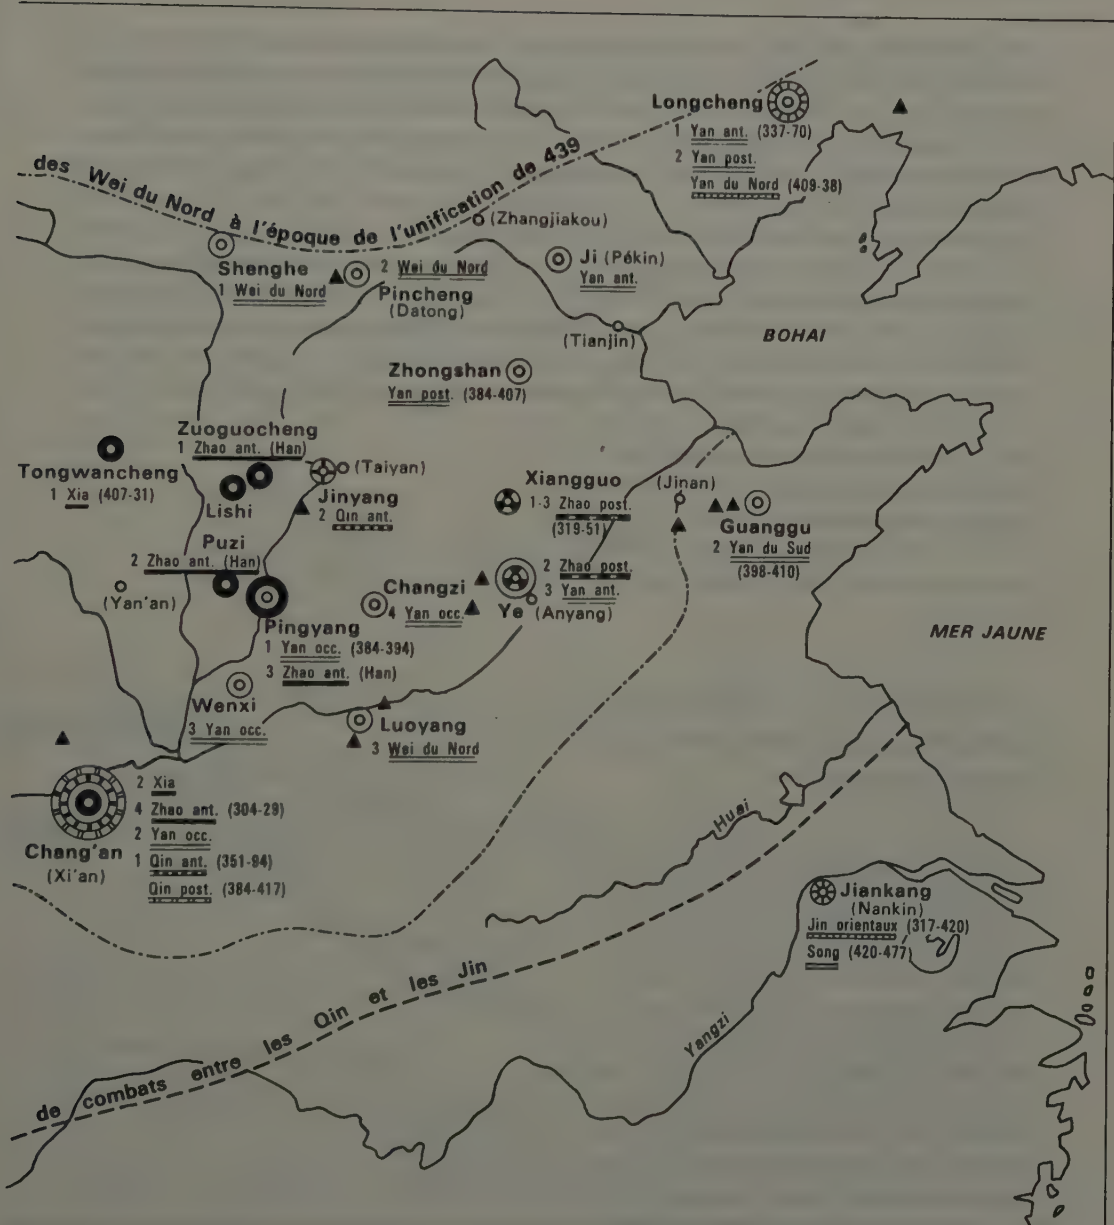 Longcheng
1 Yan ant. (337-70)
2 Yan post.
Yan du Nord (409-38)
des Wei du Nord à l'époque de l'unification de 439
(Zhangjiakou)
Shenghe
1 Wei du Nord
2 Wei du Nord
Pincheng
(Datong)
Ji (Pékin)
Yan ant.
(Tianjin)
BOHAI
Zhongshan
Yan post. (384-407)
Zuoguocheng
1 Zhao ant. (Han)
Tongwancheng
1 Xia (407-31)
Lishi
(Taiyan)
Jinyang
2 Qin ant.
Xiangguo
1-3 Zhao post.
(319-51)
(Jinan)
Guanggu
2 Yan du Sud
(398-410)
Puzi
2 Zhao ant. (Han)
(Yan'an)
Changzi
4 Yan occ.
2 Zhao post.
3 Yan ant.
Ye (Anyang)
Pingyang
1 Yan occ. (384-394)
3 Zhao ant. (Han)
MER JAUNE
Wenxi
3 Yan occ.
Luoyang
3 Wei du Nord
Chang'an
(Xi'an)
2 Xia
4 Zhao ant. (304-29)
2 Yan occ.
1 Qin ant. (351-94)
Qin post. (384-417)
Huai
Jiankang
(Nankin)
Jin orientaux (317-420)
Song (420-477)
Yangzi
de combats entre les Qin et les Jin